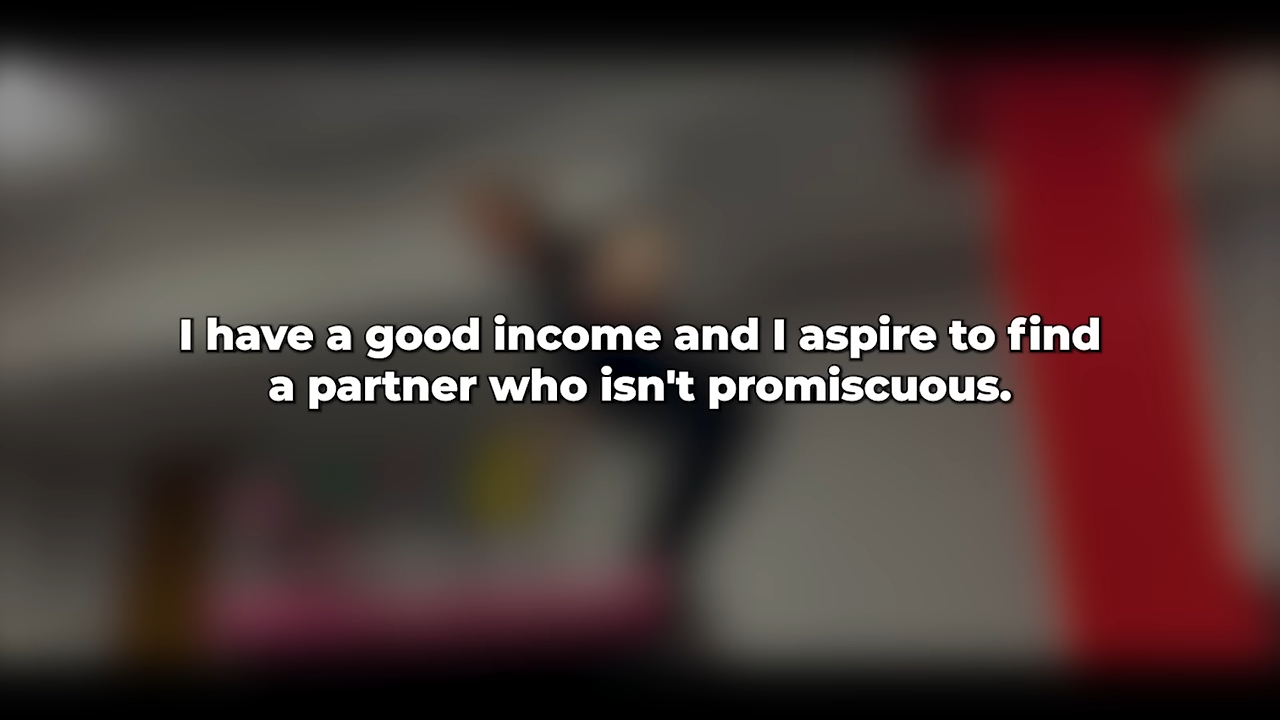 I have a good income and I aspire to find
a partner who isn't promiscuous.